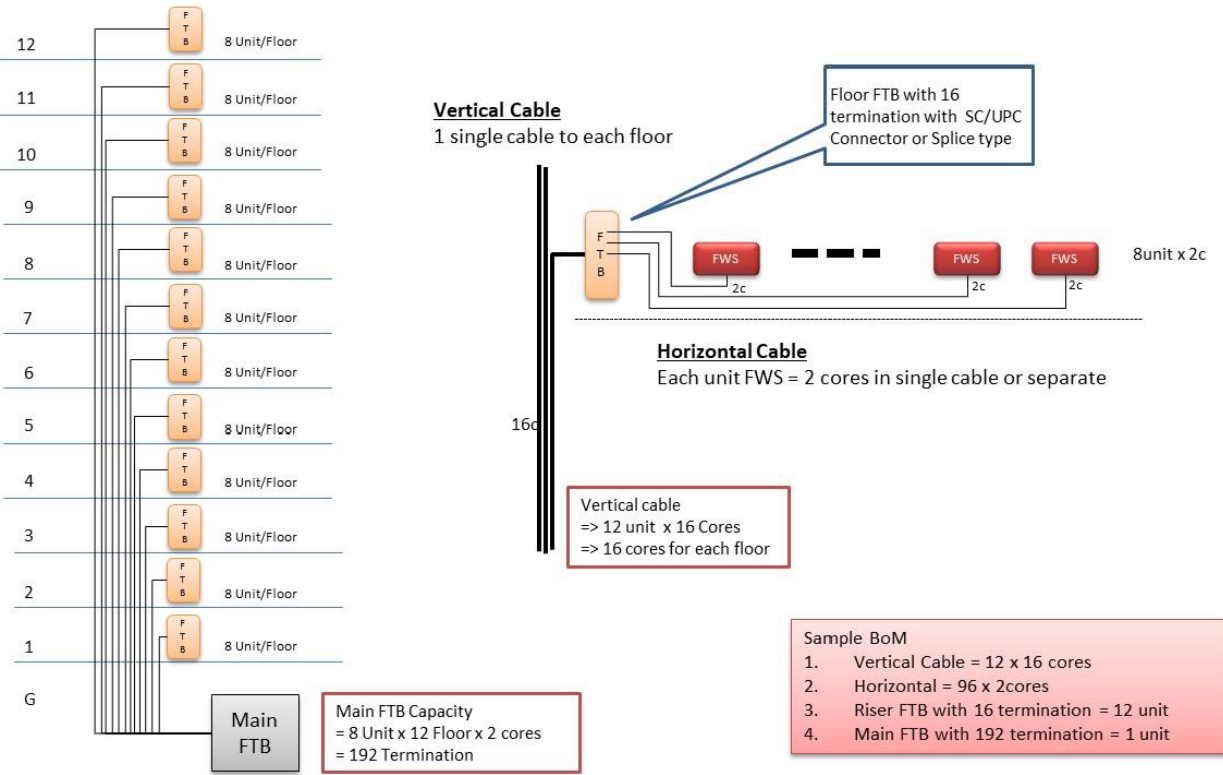 12
F
T
B
8 Unit/Floor
11
F
T
B
8 Unit/Floor
10
F
T
B
8 Unit/Floor
9
F
T
B
8 Unit/Floor
8
F
T
B
8 Unit/Floor
7
F
T
B
8 Unit/Floor
6
F
T
B
8 Unit/Floor
5
F
T
B
8 Unit/Floor
4
F
T
B
8 Unit/Floor
3
F
T
B
8 Unit/Floor
2
F
T
B
8 Unit/Floor
1
F
T
B
8 Unit/Floor
G
Main
FTB
Main FTB Capacity
= 8 Unit x 12 Floor x 2 cores
= 192 Termination
Vertical Cable
1 single cable to each floor
Floor FTB with 16
termination with SC/UPC
Connector or Splice type
F
T
B
FWS
2c
FWS
2c
FWS
2c
8unit x 2c
Horizontal Cable
Each unit FWS = 2 cores in single cable or separate
16c
Vertical cable
=> 12 unit x 16 Cores
=> 16 cores for each floor
Sample BoM
1. Vertical Cable = 12 x 16 cores
2. Horizontal = 96 x 2cores
3. Riser FTB with 16 termination = 12 unit
4. Main FTB with 192 termination = 1 unit